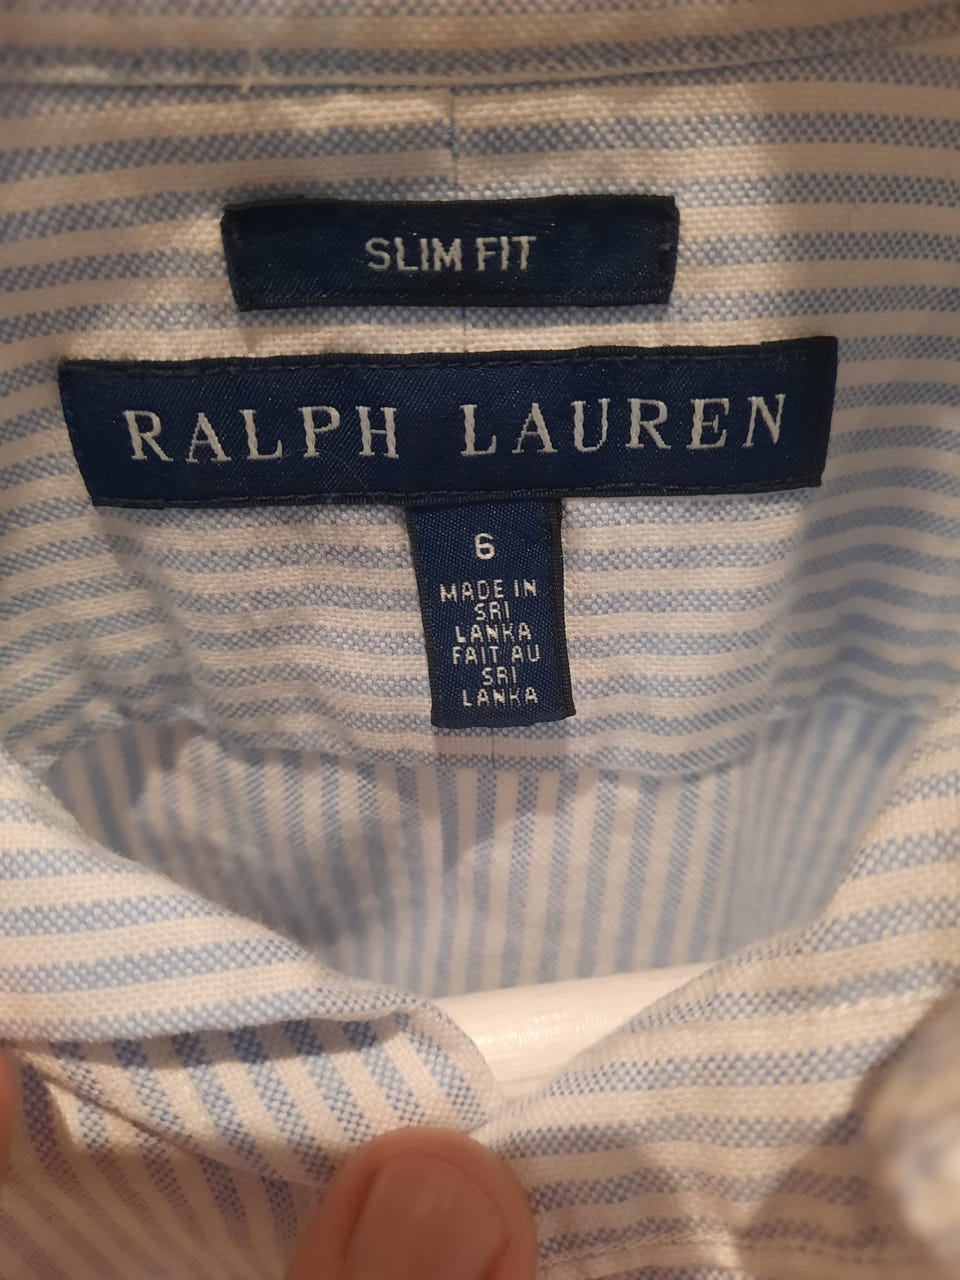 SLIM FIT
RALPH LAUREN
6
MADE IN
SRI
LANKA
FAIT AU
SRI
LANKA